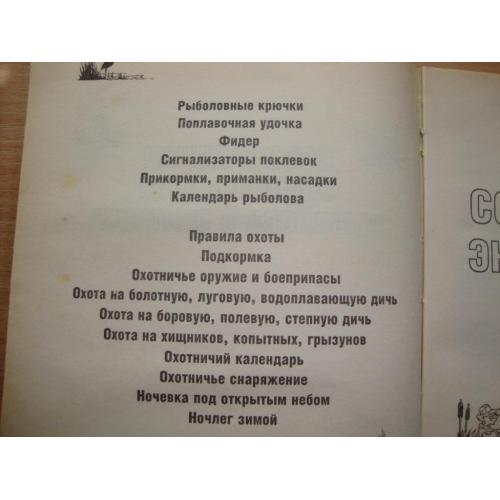 Рыболовные крючки
Поплавочная удочка
Фидер
Сигнализаторы поклевок
Прикормки, приманки, насадки
Календарь рыболова
Правила охоты
Подкормка
Охотничье оружие и боеприпасы
Охота на болотную, луговую, водоплавающую дичь
Охота на боровую, полевую, степную дичь
Охота на хищников, копытных, грызунов
Охотничий календарь
Охотничье снаряжение
Ночевка под открытым небом
Ночлег зимой